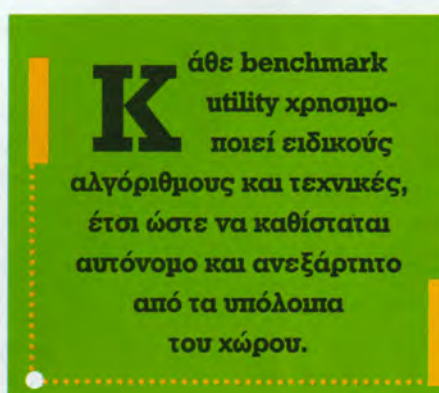 Κάθε benchmark
utility χρησιμο-
ποιεί ειδικούς
αλγόριθμους και τεχνικές,
έτσι ώστε να καθίσταται
αυτόνομο και ανεξάρτητο
από τα υπόλοιπα
του χώρου.